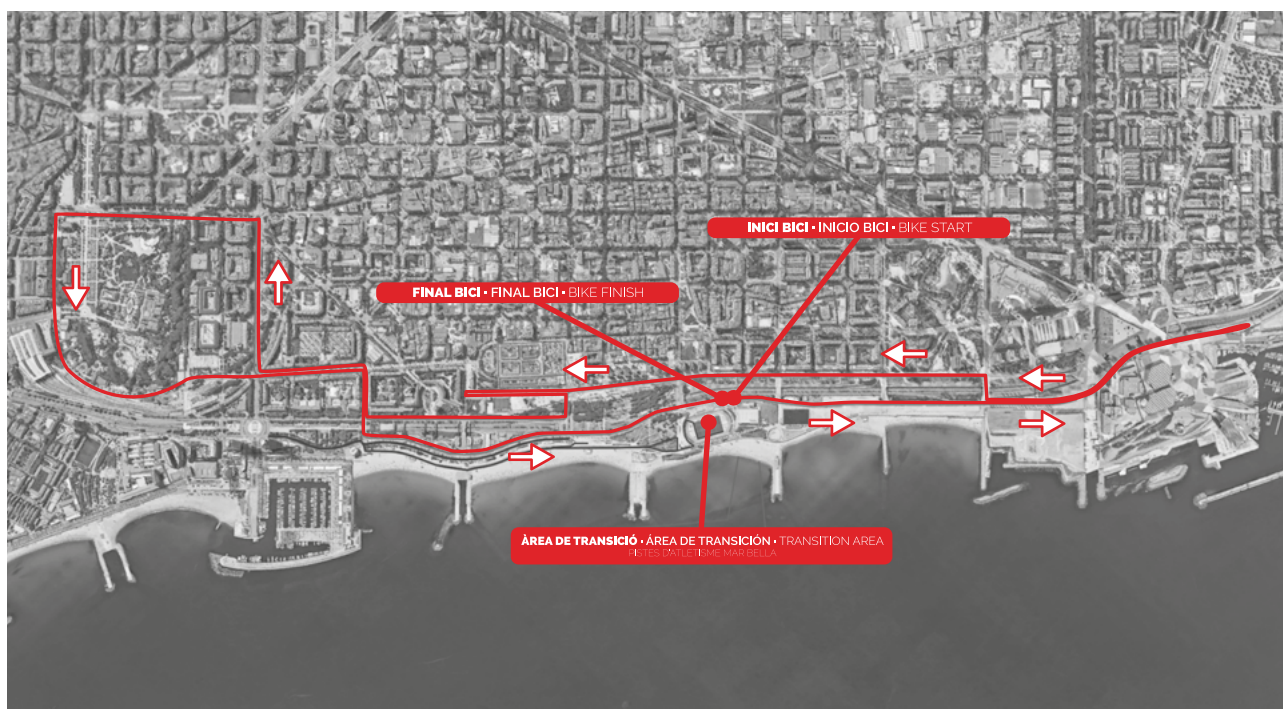 INICI BICI • INICIO BICI • BIKE START
FINAL BICI • FINAL BICI • BIKE FINISH
ÀREA DE TRANSICIÓ • ÁREA DE TRANSICIÓN • TRANSITION AREA
PISTES D'ATLETISME MAR BELLA